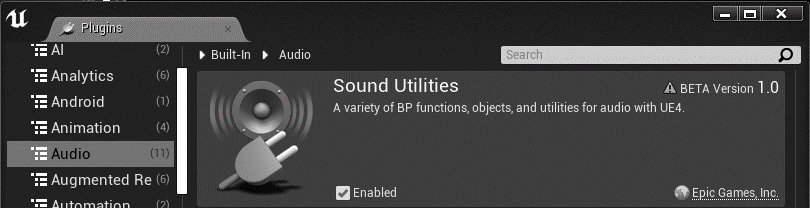 Plugins
AI (2)
Analytics (6)
Android (1)
Animation (4)
Audio (11)
Augmented Re (6)
Automation (2)
Built-In Audio
Search
Sound Utilities
BETA Version 1.0
A variety of BP functions, objects, and utilities for audio with UE4.
Enabled
Epic Games, Inc.